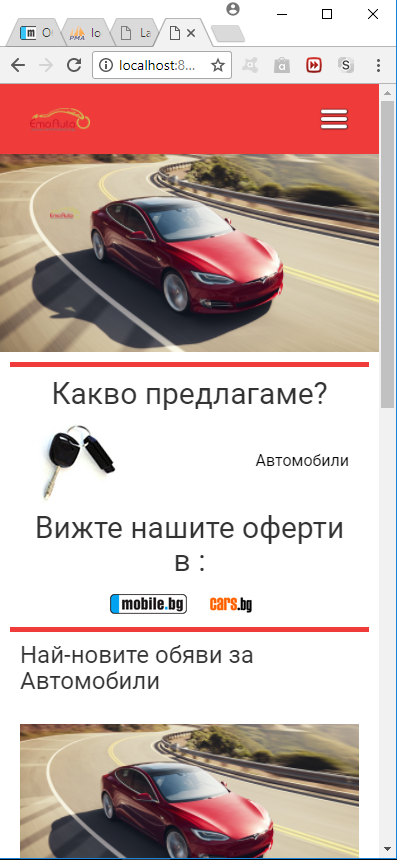 O
PMA
lo
La
localhost:8...
S
EmoAuto
EmoAuto
Какво предлагаме?
Автомобили
Вижте нашите оферти
в :
mobile.bg cars.bg
Най-новите обяви за
Автомобили